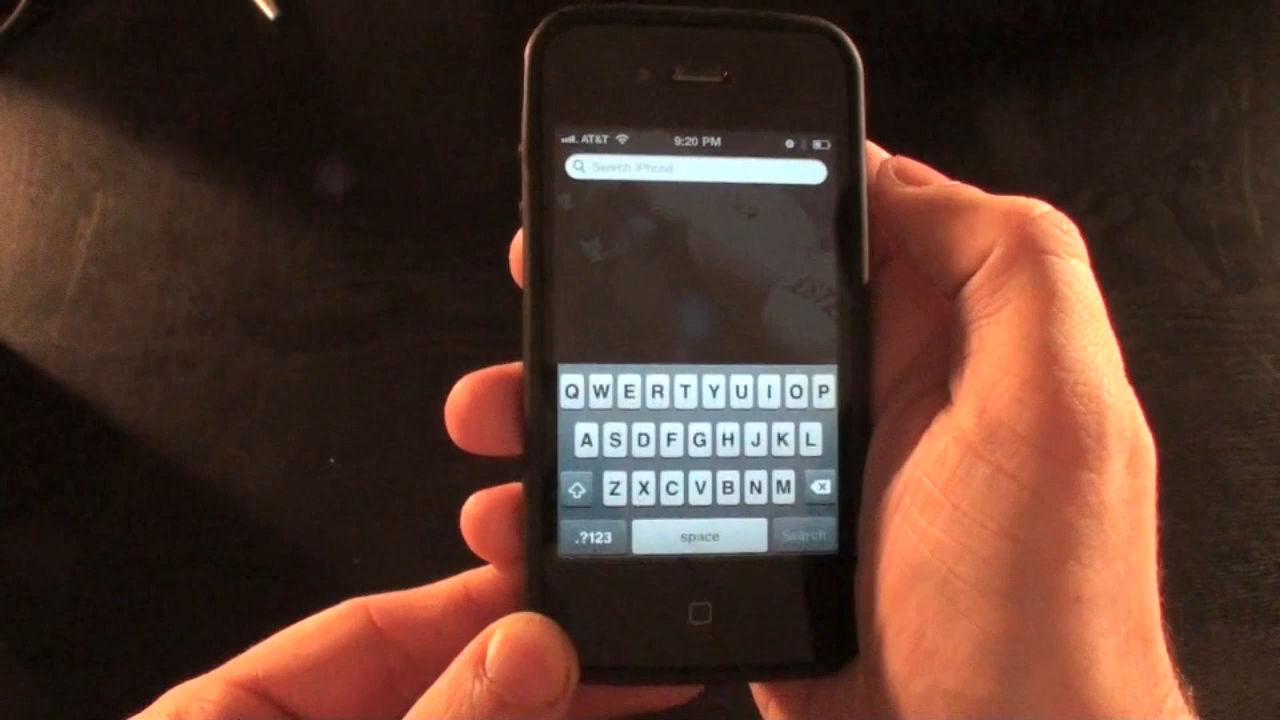 AT&T 9:20 PM
Search iPhone
Q W E R T Y U I O P
A S D F G H J K L
Z X C V B N M
.?123 space Search